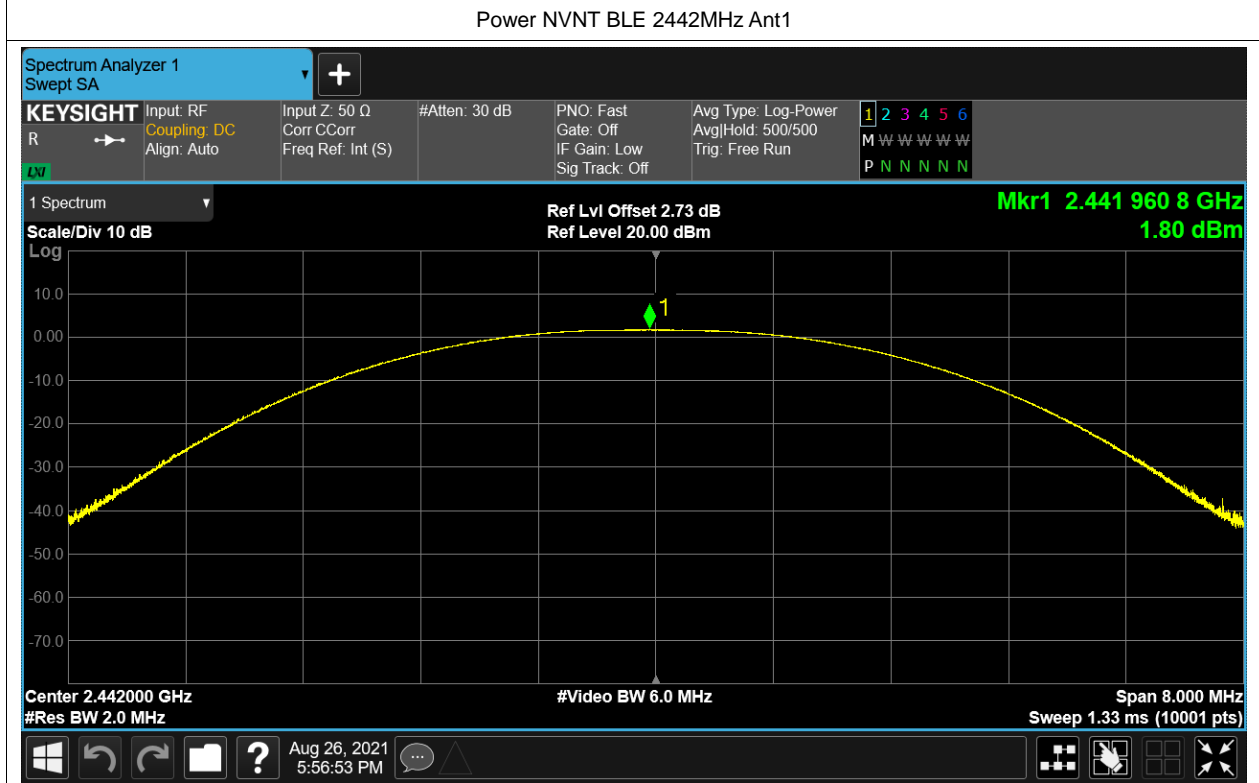 Power NVNT BLE 2442MHz Ant1
Spectrum Analyzer 1
Swept SA
KEYSIGHT
R
LXI
Input: RF
Coupling: DC
Align: Auto
Input Z: 50 Ω
Corr CCorr
Freq Ref: Int (S)
#Atten: 30 dB
PNO: Fast
Gate: Off
IF Gain: Low
Sig Track: Off
Avg Type: Log-Power
Avg|Hold: 500/500
Trig: Free Run
1 2 3 4 5 6
M W W W W W
P N N N N N
1 Spectrum
Scale/Div 10 dB
Log
Ref Lvl Offset 2.73 dB
Ref Level 20.00 dBm
Mkr1 2.441 960 8 GHz
1.80 dBm
1
10.0
0.00
-10.0
-20.0
-30.0
-40.0
-50.0
-60.0
-70.0
Center 2.442000 GHz
#Res BW 2.0 MHz
#Video BW 6.0 MHz
Span 8.000 MHz
Sweep 1.33 ms (10001 pts)
?
Aug 26, 2021
5:56:53 PM